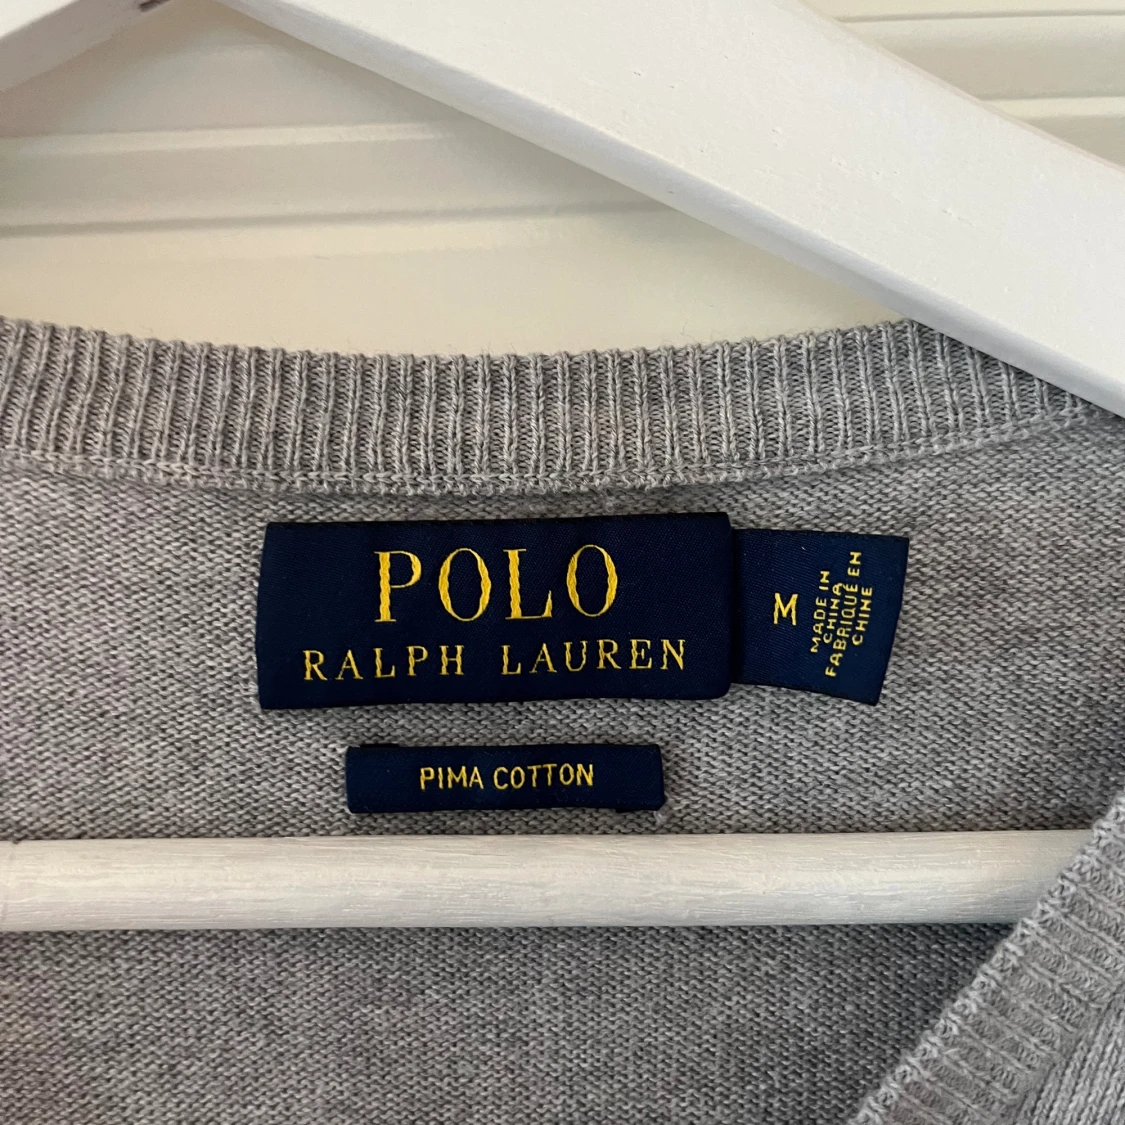 POLO
RALPH LAUREN
M
MADE IN
CHINA
FABRIQUÉ EN
CHINE
PIMA COTTON